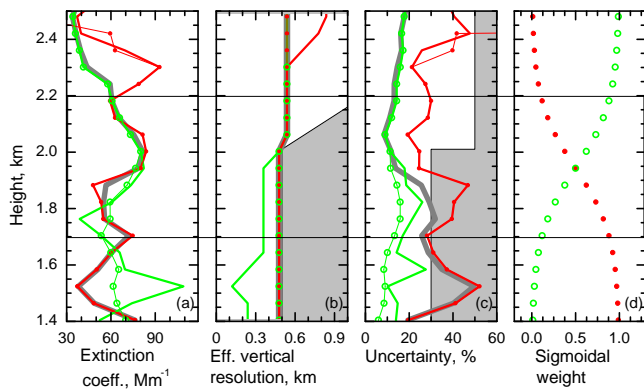 2.4
2.2
2.0
1.8
1.6
1.4
Height, km
(a)
(b)
(c)
(d)
30 60 90 0.0 0.3 0.6 0.9 0 20 40 60 0.0 0.5 1.0
Extinction Eff. vertical Uncertainty, % Sigmoidal
coeff., Mm⁻¹ resolution, km weight